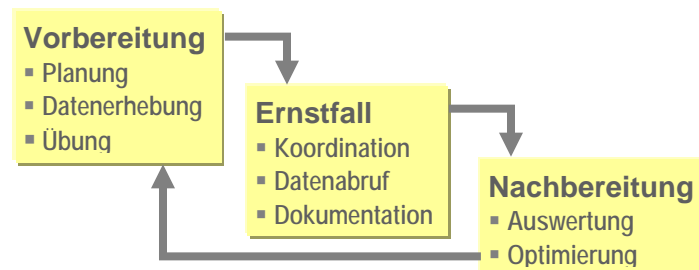 Vorbereitung
▪ Planung
▪ Datenerhebung
▪ Übung
Ernstfall
▪ Koordination
▪ Datenabruf
▪ Dokumentation
Nachbereitung
▪ Auswertung
▪ Optimierung